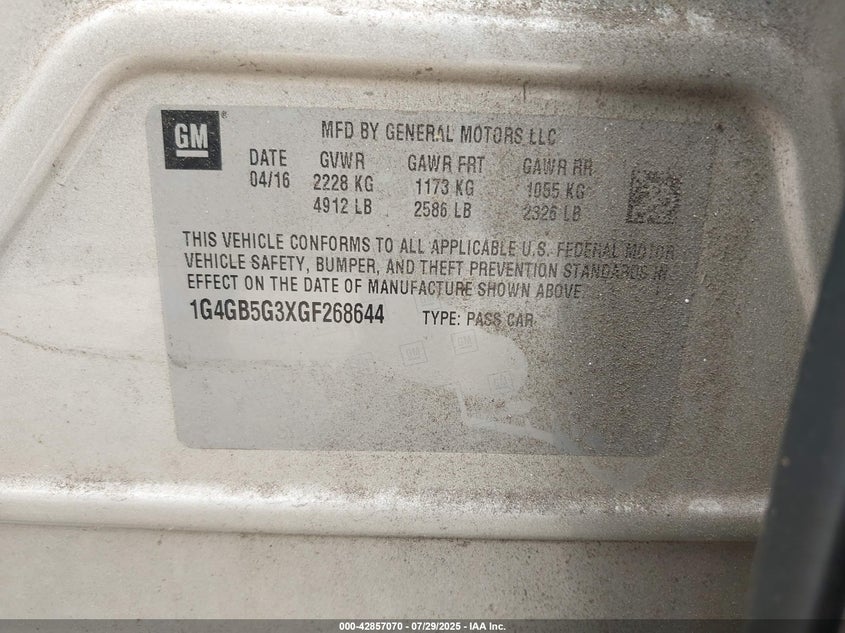 GM
MFD BY GENERAL MOTORS LLC
DATE GVWR GAWR FRT GAWR RR
04/16 2228 KG 1173 KG 1055 KG
4912 LB 2586 LB 2326 LB
THIS VEHICLE CONFORMS TO ALL APPLICABLE U.S. FEDERAL MOTOR
VEHICLE SAFETY, BUMPER, AND THEFT PREVENTION STANDARDS IN
EFFECT ON THE DATE OF MANUFACTURE SHOWN ABOVE.
1G4GB5G3XGF268644 TYPE: PASS CAR
GM GM GM
000-42857070 / 07/29/2025 - IAA Inc.